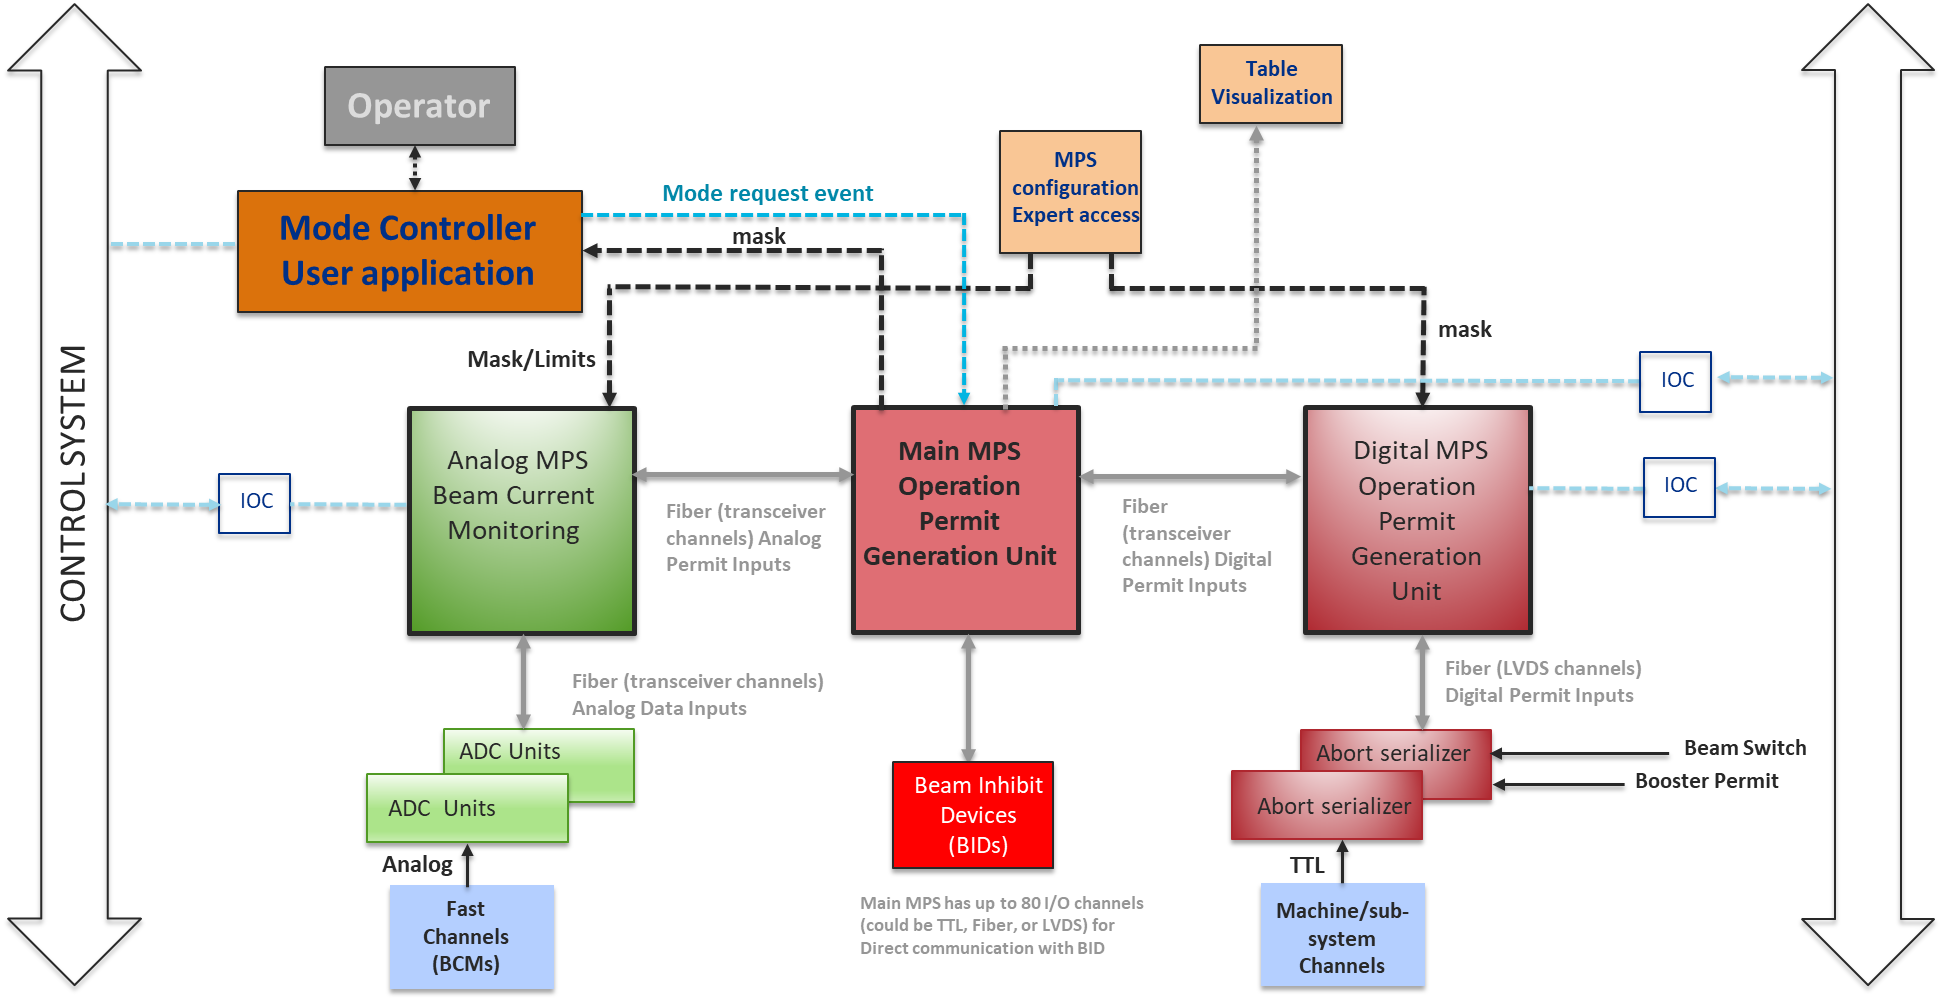 CONTROL SYSTEM
Operator
Table
Visualization
MPS
configuration
Expert access
Mode Controller
User application
Mode request event
mask
Mask/Limits
mask
IOC
IOC
IOC
Analog MPS
Beam Current
Monitoring
Fiber (transceiver
channels) Analog
Permit Inputs
Main MPS
Operation
Permit
Generation Unit
Fiber
(transceiver
channels) Digital
Permit Inputs
Digital MPS
Operation
Permit
Generation
Unit
Fiber (transceiver channels)
Analog Data Inputs
Fiber (LVDS channels)
Digital Permit Inputs
ADC Units
ADC Units
Analog
Fast
Channels
(BCMs)
Beam Inhibit
Devices
(BIDs)
Main MPS has up to 80 I/O channels
(could be TTL, Fiber, or LVDS) for
Direct communication with BID
Abort serializer
Abort serializer
Beam Switch
Booster Permit
TTL
Machine/sub-
system
Channels